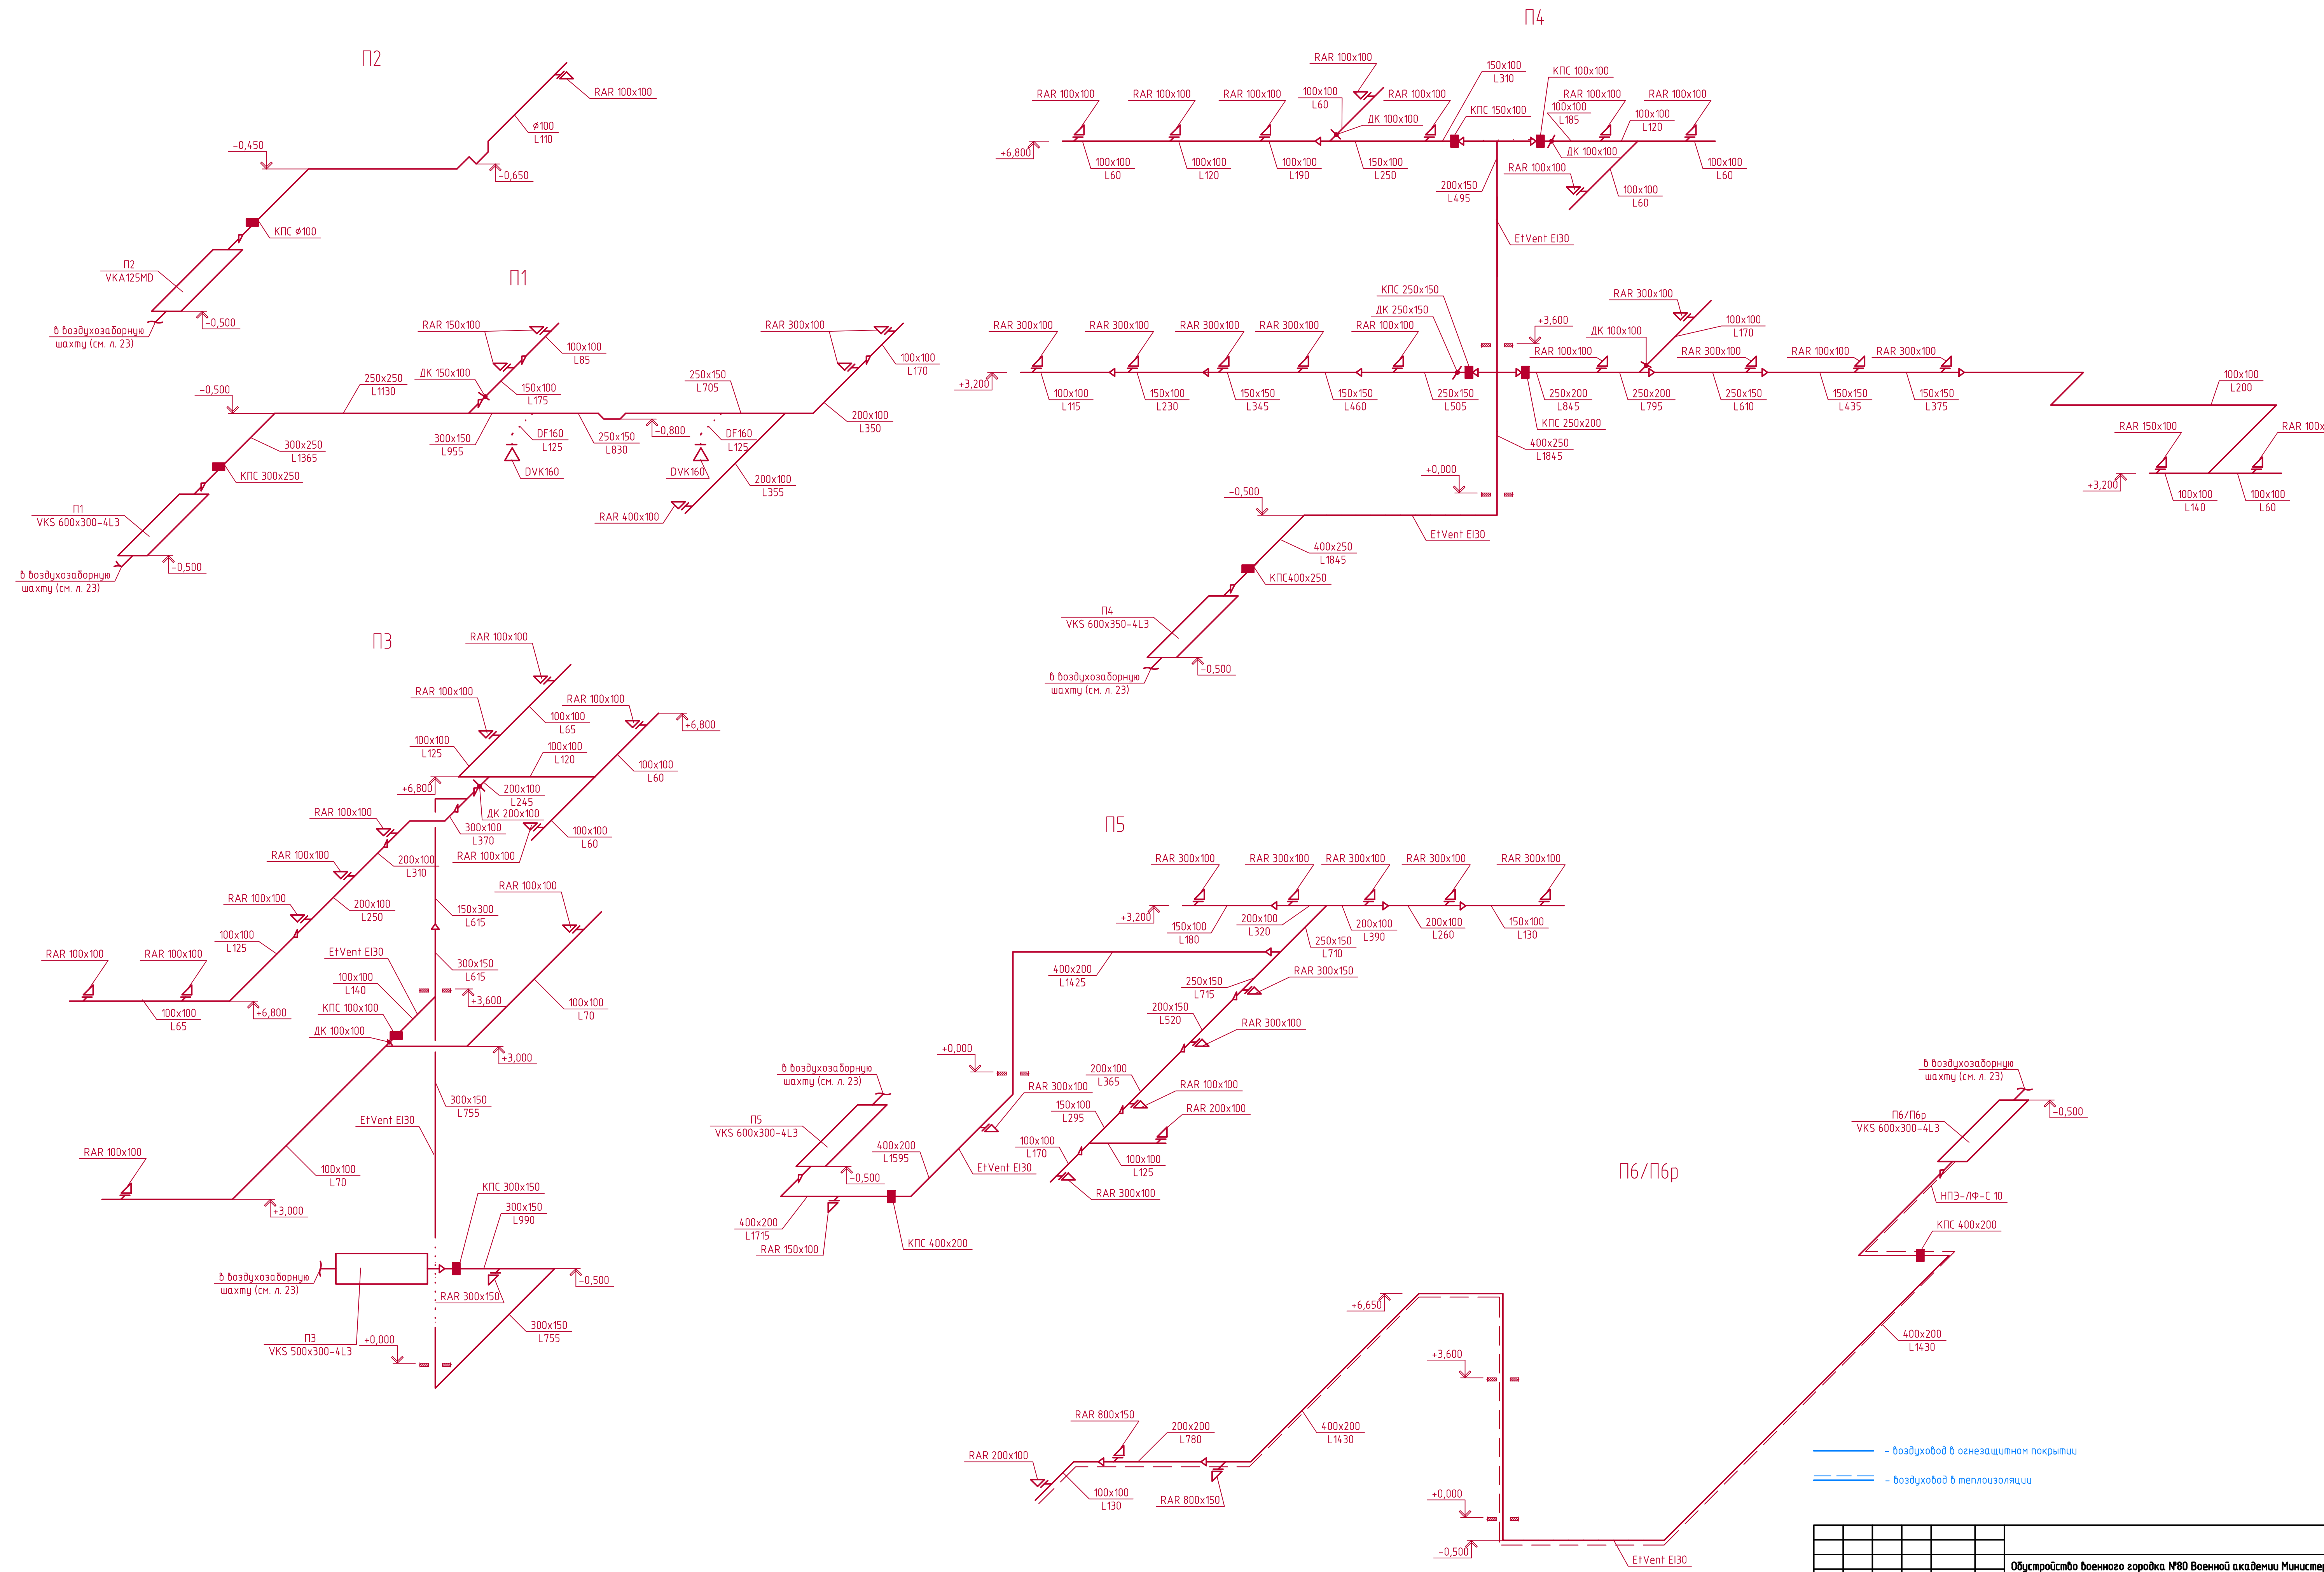 П2
RAR 100x100
ø100
L110
-0,450
-0,650
КПС ø100
П2
VKA125MD
-0,500
в воздухозаборную
шахту (см. л. 23)
П1
RAR 150x100
100x100
L85
ДК 150x100
150x100
L175
250x250
L1130
-0,500
300x250
L1365
КПС 300x250
300x150
L955
DF160
L125
DVK160
250x150
L830
-0,800
250x150
L705
RAR 300x100
100x100
L170
200x100
L350
DF160
L125
DVK160
200x100
L355
RAR 400x100
П1
VKS 600x300-4L3
-0,500
в воздухозаборную
шахту (см. л. 23)
П4
RAR 100x100
RAR 100x100
RAR 100x100
RAR 100x100
100x100
L60
RAR 100x100
ДК 100x100
150x100
L310
КПС 150x100
КПС 100x100
RAR 100x100
100x100
L185
RAR 100x100
100x100
L120
ДК 100x100
RAR 100x100
100x100
L60
100x100
L60
+6,800
100x100
L60
100x100
L120
100x100
L190
150x100
L250
200x150
L495
EtVent EI30
КПС 250x150
ДК 250x150
RAR 300x100
RAR 300x100
RAR 300x100
RAR 300x100
RAR 100x100
+3,200
100x100
L115
150x100
L230
150x150
L345
150x150
L460
250x150
L505
+3,600
RAR 300x100
ДК 100x100
100x100
L170
RAR 100x100
RAR 300x100
RAR 100x100
RAR 300x100
250x200
L845
250x200
L795
250x150
L610
150x150
L435
150x150
L375
КПС 250x200
100x100
L200
RAR 150x100
RAR 100x
+3,200
100x100
L140
100x100
L60
400x250
L1845
+0,000
-0,500
EtVent EI30
400x250
L1845
КПС400x250
П4
VKS 600x350-4L3
-0,500
в воздухозаборную
шахту (см. л. 23)
П3
RAR 100x100
RAR 100x100
RAR 100x100
100x100
L65
+6,800
100x100
L125
100x100
L120
100x100
L60
+6,800
200x100
L245
ДК 200x100
RAR 100x100
300x100
L370
100x100
L60
RAR 100x100
RAR 100x100
200x100
L310
RAR 100x100
200x100
L250
RAR 100x100
150x300
L615
RAR 100x100
RAR 100x100
100x100
L125
EtVent EI30
300x150
L615
100x100
L140
КПС 100x100
ДК 100x100
+3,600
100x100
L70
100x100
L65
+6,800
+3,000
300x150
L755
EtVent EI30
RAR 100x100
100x100
L70
+3,000
КПС 300x150
300x150
L990
в воздухозаборную
шахту (см. л. 23)
-0,500
RAR 300x150
300x150
L755
П3
VKS 500x300-4L3
+0,000
П5
RAR 300x100
RAR 300x100
RAR 300x100
RAR 300x100
RAR 300x100
+3,200
150x100
L180
200x100
L320
200x100
L390
200x100
L260
150x100
L130
250x150
L710
400x200
L1425
250x150
L715
RAR 300x150
200x150
L520
RAR 300x100
+0,000
200x100
L365
RAR 100x100
RAR 300x100
150x100
L295
RAR 200x100
в воздухозаборную
шахту (см. л. 23)
П5
VKS 600x300-4L3
400x200
L1595
100x100
L170
100x100
L125
EtVent EI30
RAR 300x100
-0,500
400x200
L1715
RAR 150x100
КПС 400x200
П6/П6р
в воздухозаборную
шахту (см. л. 23)
П6/П6р
VKS 600x300-4L3
-0,500
НПЭ-ЛФ-С 10
КПС 400x200
400x200
L1430
+6,650
+3,600
RAR 800x150
200x200
L780
400x200
L1430
RAR 200x100
100x100
L130
RAR 800x150
+0,000
-0,500
EtVent EI30
- воздуховод в огнезащитном покрытии
- воздуховод в теплоизоляции
Обустройство военного городка №80 Военной академии Министер